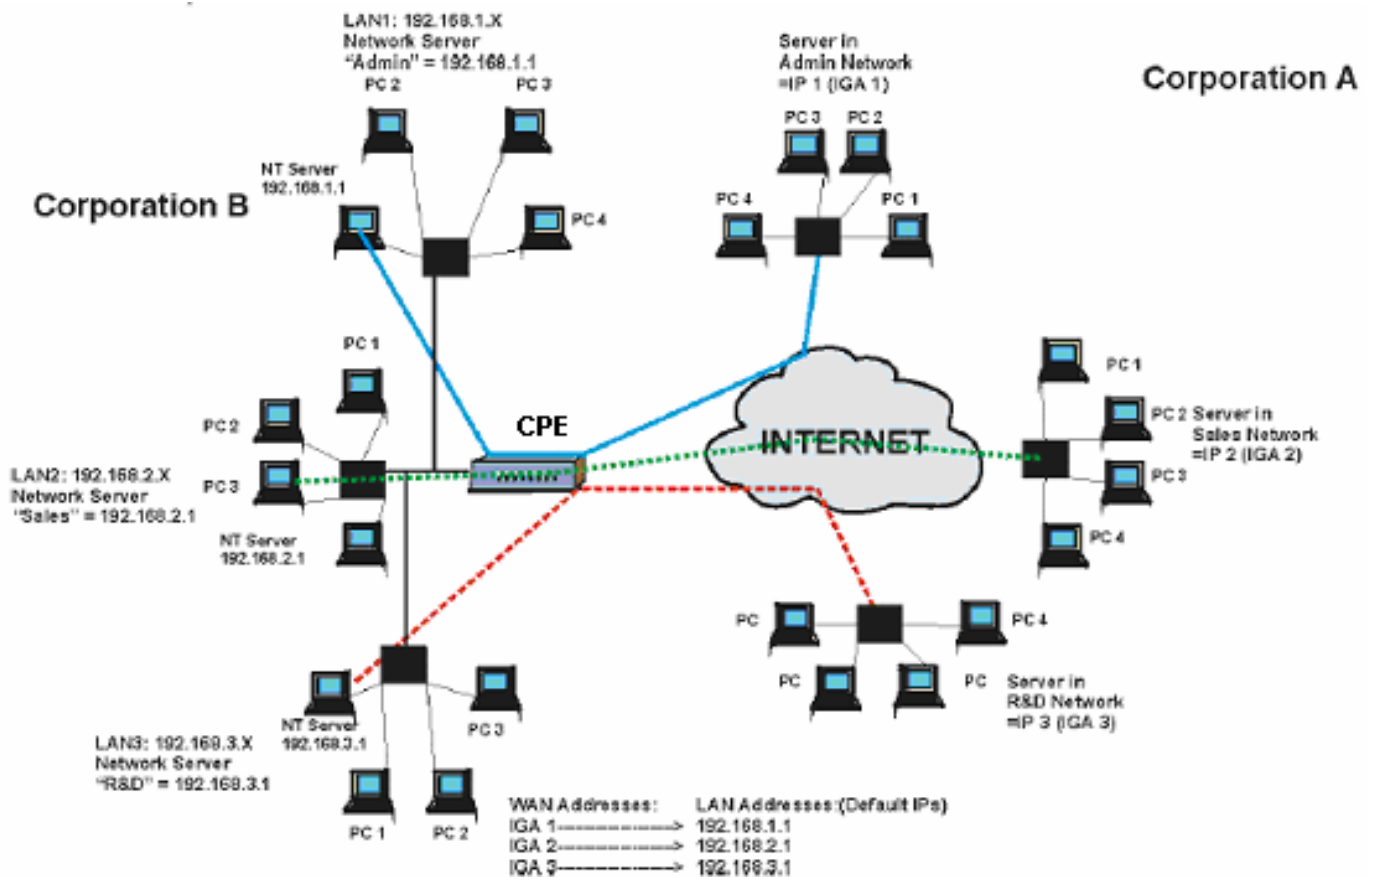 LAN1: 192.168.1.X
Network Server
"Admin" = 192.168.1.1
PC 2
PC 3
NT Server
192.168.1.1
PC 4
Corporation B
Server in
Admin Network
=IP 1 (IGA 1)
Corporation A
PC 3
PC 2
PC 4
PC 1
PC 1
PC 2
PC 3
LAN2: 192.168.2.X
Network Server
"Sales" = 192.168.2.1
NT Server
192.168.2.1
CPE
INTERNET
PC 1
PC 2
Server in
Sales Network
=IP 2 (IGA 2)
PC 3
PC 4
NT Server
192.168.3.1
PC 3
LAN3: 192.168.3.X
Network Server
"R&D" = 192.168.3.1
PC 1
PC 2
PC
PC 4
PC
PC
Server in
R&D Network
=IP 3 (IGA 3)
WAN Addresses: LAN Addresses:(Default IPs)
IGA 1--------------------> 192.168.1.1
IGA 2--------------------> 192.168.2.1
IGA 3--------------------> 192.168.3.1